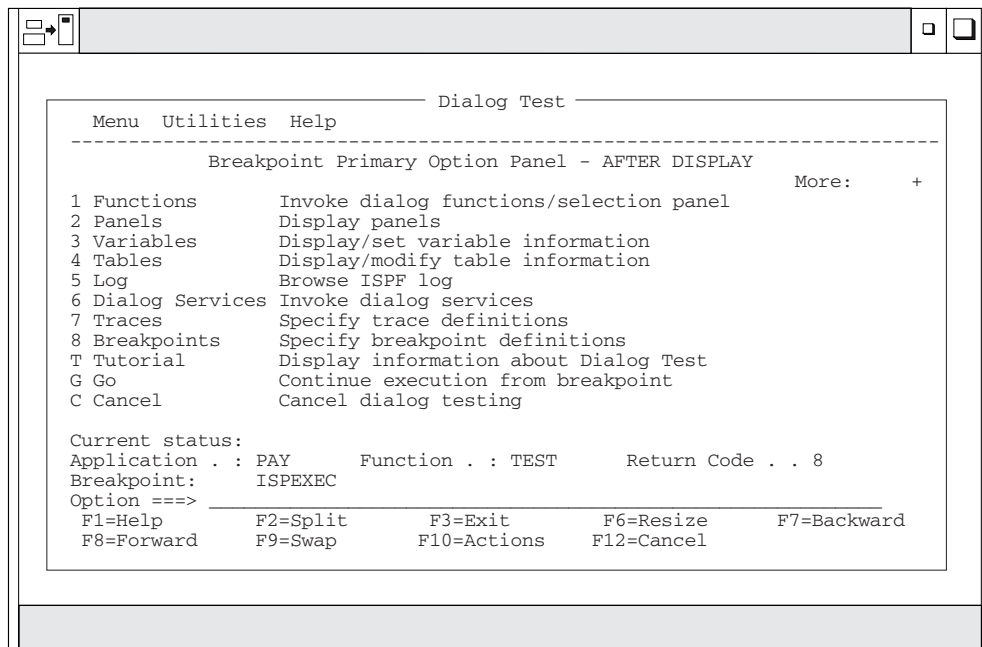 Dialog Test
Menu Utilities Help
--------------------------------------------------------------------------
Breakpoint Primary Option Panel - AFTER DISPLAY
More: +
1 Functions Invoke dialog functions/selection panel
2 Panels Display panels
3 Variables Display/set variable information
4 Tables Display/modify table information
5 Log Browse ISPF log
6 Dialog Services Invoke dialog services
7 Traces Specify trace definitions
8 Breakpoints Specify breakpoint definitions
T Tutorial Display information about Dialog Test
G Go Continue execution from breakpoint
C Cancel Cancel dialog testing
Current status:
Application . : PAY Function . : TEST Return Code . . 8
Breakpoint: ISPEXEC
Option ===> __________________________________________________________
F1=Help F2=Split F3=Exit F6=Resize F7=Backward
F8=Forward F9=Swap F10=Actions F12=Cancel